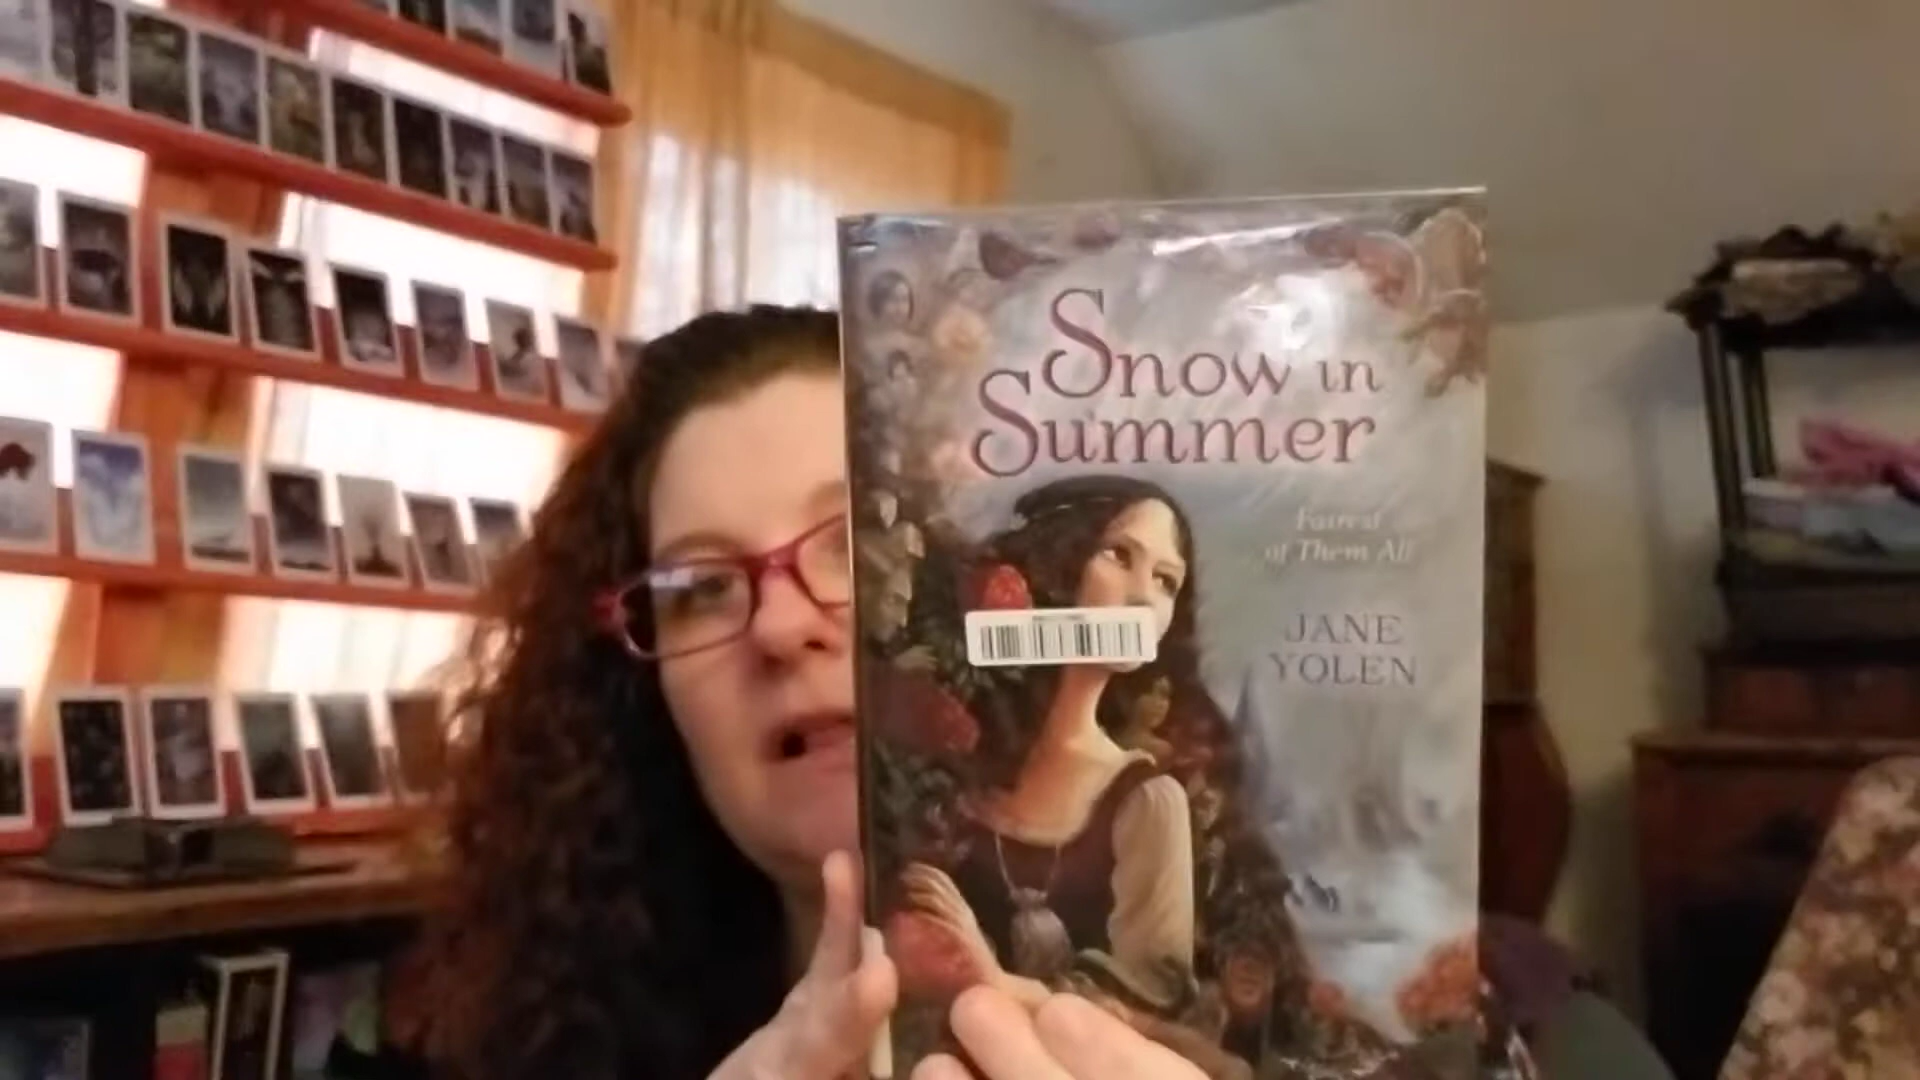 Snow in
Summer
Fairest
of Them All
JANE
YOLEN